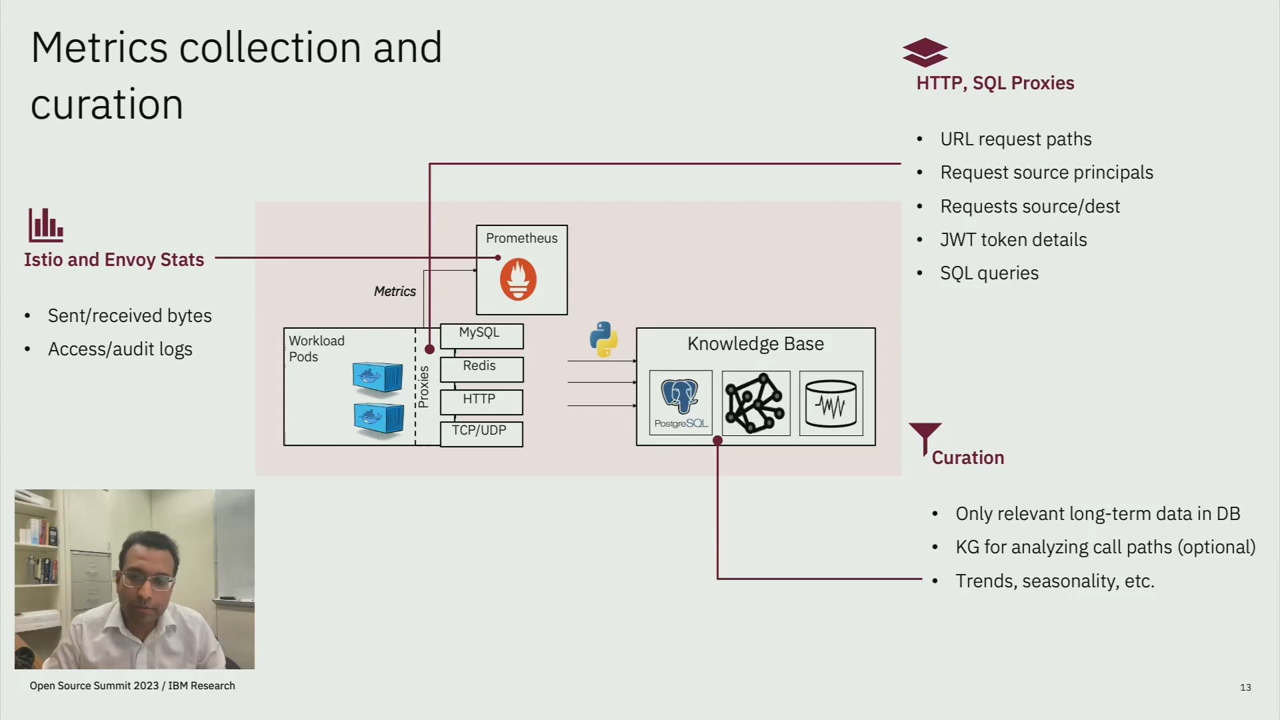 Metrics collection and
curation
HTTP, SQL Proxies
• URL request paths
• Request source principals
• Requests source/dest
• JWT token details
• SQL queries
Istio and Envoy Stats
• Sent/received bytes
• Access/audit logs
Prometheus
Metrics
Workload
Pods
Proxies
MySQL
Redis
HTTP
TCP/UDP
Knowledge Base
PostgreSQL
Curation
• Only relevant long-term data in DB
• KG for analyzing call paths (optional)
• Trends, seasonality, etc.
Open Source Summit 2023 / IBM Research
13